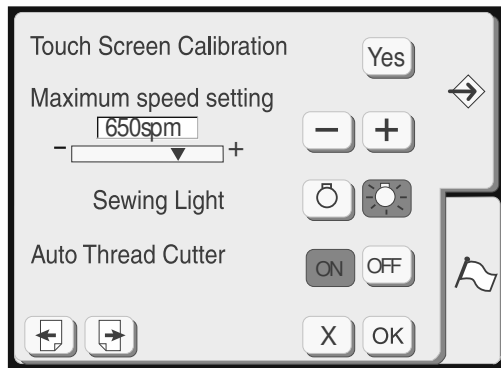 Touch Screen Calibration Yes
Maximum speed setting
650spm
- +
− +
Sewing Light
Auto Thread Cutter ON OFF
X OK